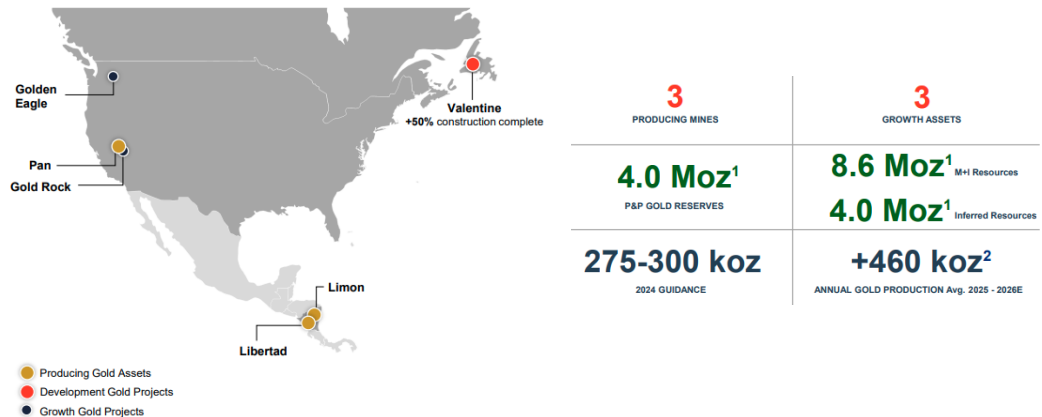 Golden
Eagle
Pan
Gold Rock
Valentine
+50% construction complete
Limon
Libertad
Producing Gold Assets
Development Gold Projects
Growth Gold Projects
3
PRODUCING MINES
3
GROWTH ASSETS
4.0 Moz¹
P&P GOLD RESERVES
8.6 Moz¹ M+I Resources
4.0 Moz¹ Inferred Resources
275-300 koz
2024 GUIDANCE
+460 koz²
ANNUAL GOLD PRODUCTION Avg. 2025 - 2026E